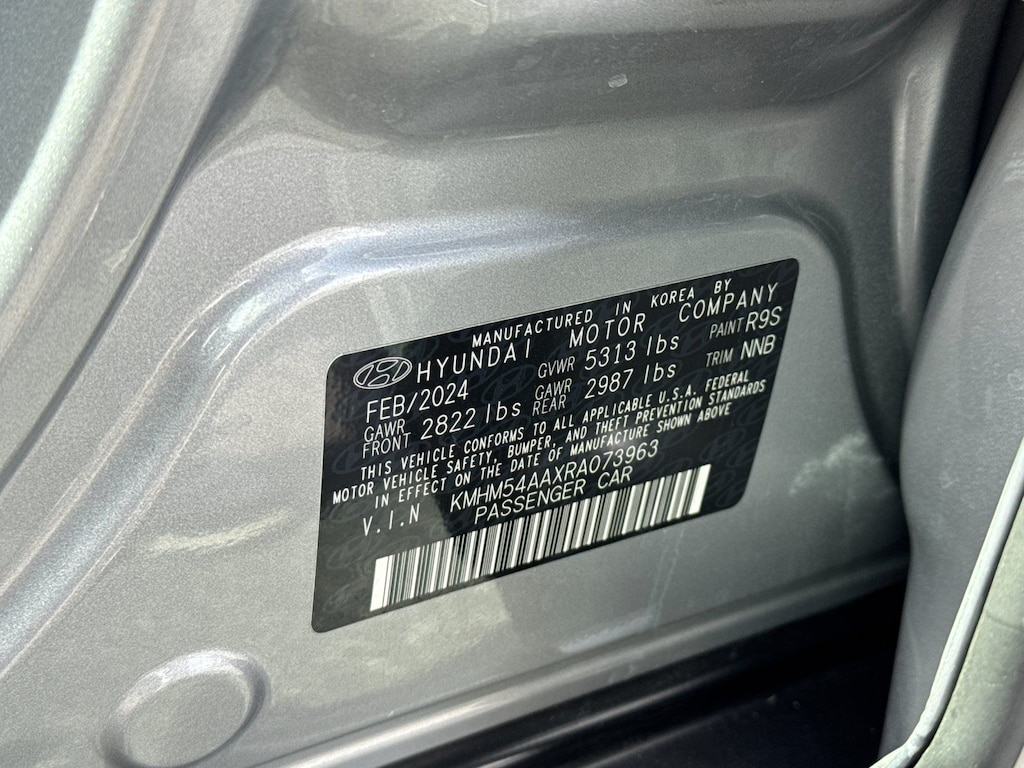 MANUFACTURED IN KOREA BY
HYUNDAI MOTOR COMPANY
FEB/2024 GVWR 5313 lbs PAINT R9S
GAWR FRONT 2822 lbs GAWR REAR 2987 lbs TRIM NNB
THIS VEHICLE CONFORMS TO ALL APPLICABLE U.S.A. FEDERAL
MOTOR VEHICLE SAFETY, BUMPER, AND THEFT PREVENTION STANDARDS
IN EFFECT ON THE DATE OF MANUFACTURE SHOWN ABOVE
V.I.N KMHM54AAXRA073963
PASSENGER CAR